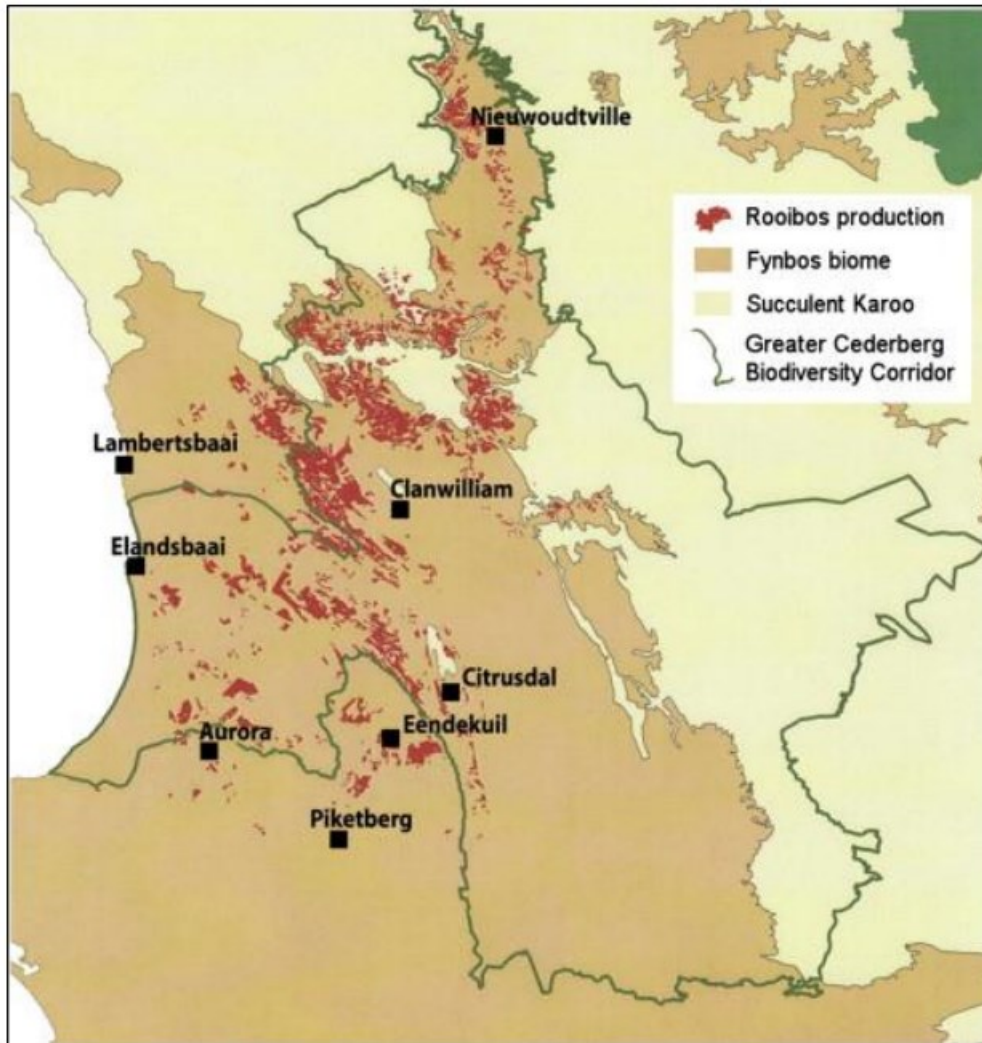 Nieuwoudtville
Rooibos production
Fynbos biome
Succulent Karoo
Greater Cederberg
Biodiversity Corridor
Lambertsbaai
Clanwilliam
Elandsbaai
Citrusdal
Eendekuil
Aurora
Piketberg